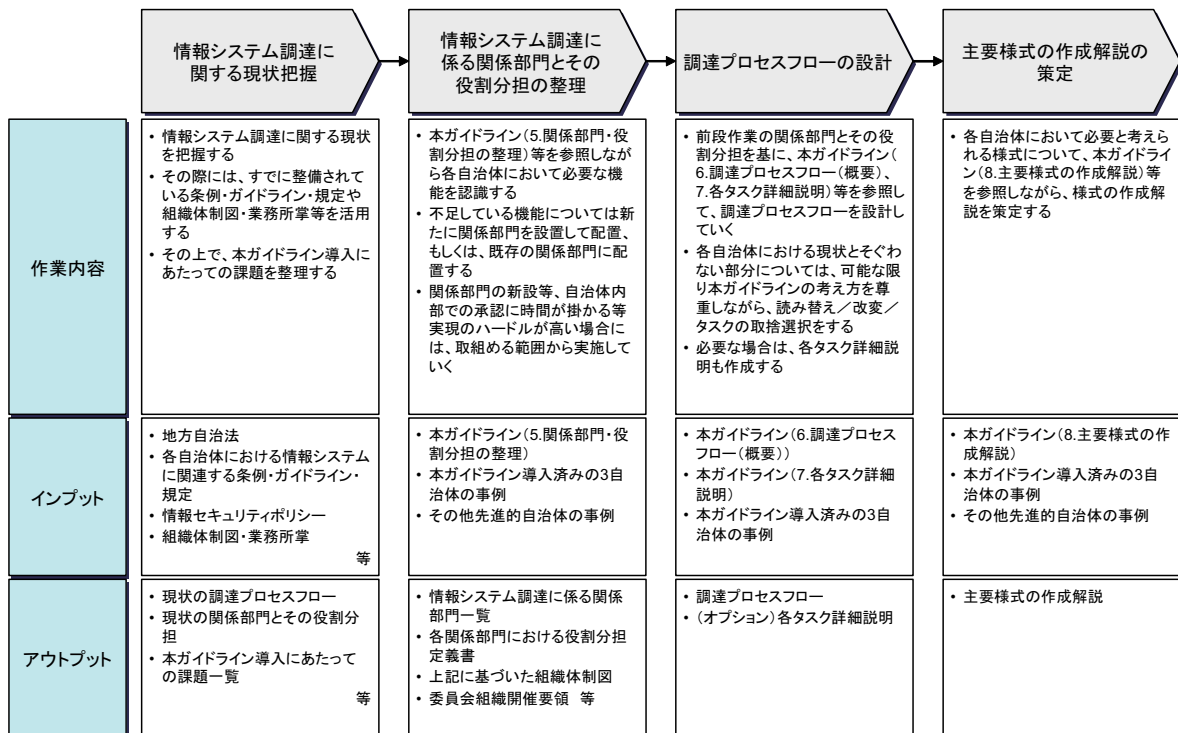 情報システム調達に
関する現状把握
情報システム調達に
係る関係部門とその
役割分担の整理
調達プロセスフローの設計
主要様式の作成解説の
策定
作業内容
• 情報システム調達に関する現状
を把握する
• その際には、すでに整備されて
いる条例・ガイドライン・規定や
組織体制図・業務所掌等を活用
する
• その上で、本ガイドライン導入に
あたっての課題を整理する
• 本ガイドライン(5.関係部門・役
割分担の整理)等を参照しなが
ら各自治体において必要な機
能を認識する
• 不足している機能については新
たに関係部門を設置して配置、
もしくは、既存の関係部門に配
置する
• 関係部門の新設等、自治体内
部での承認に時間が掛かる等
実現のハードルが高い場合に
は、取組める範囲から実施して
いく
• 前段作業の関係部門とその役
割分担を基に、本ガイドライン(
6.調達プロセスフロー(概要)、
7.各タスク詳細説明)等を参照
して、調達プロセスフローを設計し
ていく
• 各自治体における現状とそぐわ
ない部分については、可能な限
り本ガイドラインの考え方を尊
重しながら、読み替え/改変/
タスクの取捨選択をする
• 必要な場合は、各タスク詳細説
明も作成する
• 各自治体において必要と考えら
れる様式について、本ガイドライ
ン(8.主要様式の作成解説)等
を参照しながら、様式の作成解
説を策定する
インプット
• 地方自治法
• 各自治体における情報システム
に関連する条例・ガイドライン・
規定
• 情報セキュリティポリシー
• 組織体制図・業務所掌
等
• 本ガイドライン(5.関係部門・役
割分担の整理)
• 本ガイドライン導入済みの3自
治体の事例
• その他先進的自治体の事例
• 本ガイドライン(6.調達プロセス
フロー(概要))
• 本ガイドライン(7.各タスク詳細
説明)
• 本ガイドライン導入済みの3自
治体の事例
• 本ガイドライン(8.主要様式の作
成解説)
• 本ガイドライン導入済みの3自
治体の事例
• その他先進的自治体の事例
アウトプット
• 現状の調達プロセスフロー
• 現状の関係部門とその役割分
担
• 本ガイドライン導入にあたって
の課題一覧
等
• 情報システム調達に係る関係
部門一覧
• 各関係部門における役割分担
定義書
• 上記に基づいた組織体制図
• 委員会組織開催要領 等
• 調達プロセスフロー
• (オプション)各タスク詳細説明
• 主要様式の作成解説